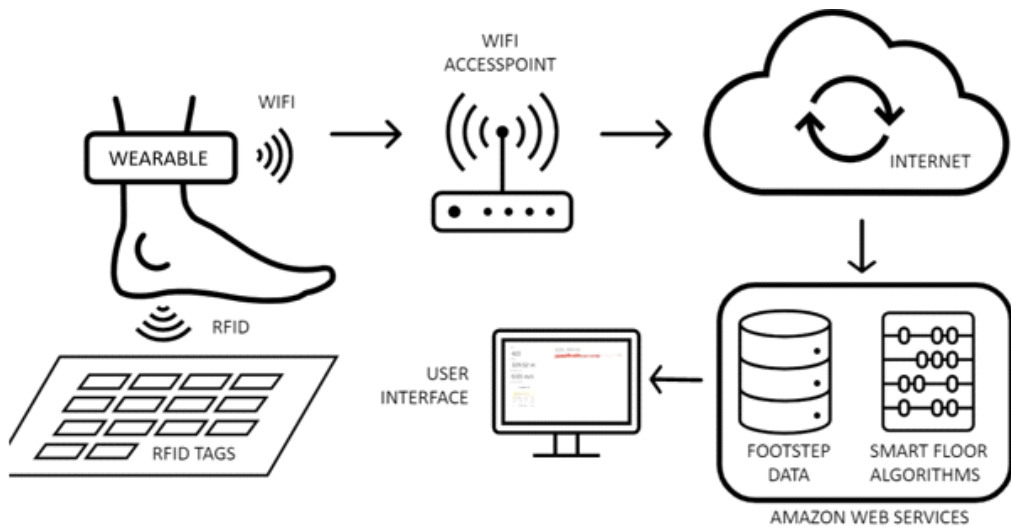 WIFI
ACCESSPOINT
WIFI
WEARABLE
INTERNET
RFID
RFID TAGS
USER
INTERFACE
FOOTSTEP
DATA
SMART FLOOR
ALGORITHMS
AMAZON WEB SERVICES